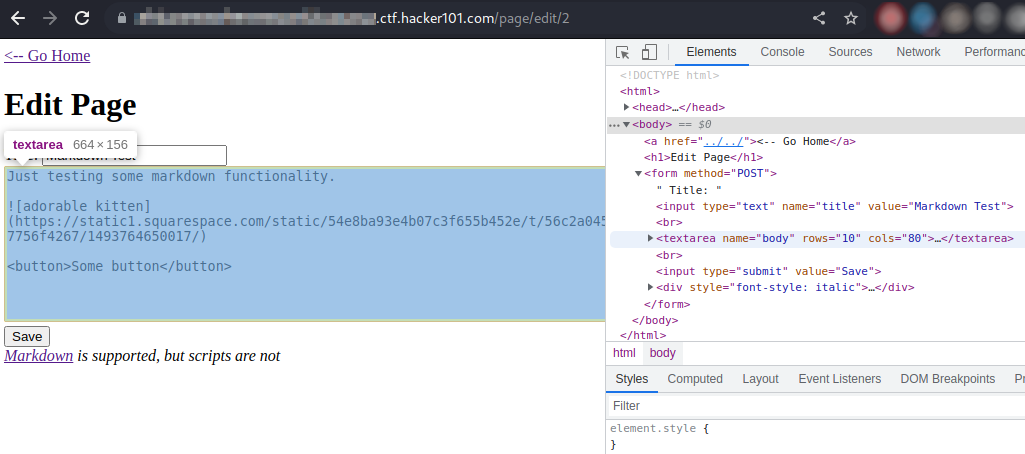 .ctf.hacker101.com/page/edit/2
<-- Go Home
Edit Page
textarea 664 × 156
Markdown Test
Just testing some markdown functionality.
![adorable kitten]
(https://static1.squarespace.com/static/54e8ba93e4b07c3f655b452e/t/56c2a045
7756f4267/1493764650017/)
<button>Some button</button>
Save
Markdown is supported, but scripts are not
Elements Console Sources Network Performanc
<!DOCTYPE html>
<html>
<head>…</head>
<body> == $0
<a href="../../"><-- Go Home</a>
<h1>Edit Page</h1>
<form method="POST">
" Title: "
<input type="text" name="title" value="Markdown Test">
<br>
<textarea name="body" rows="10" cols="80">…</textarea>
<br>
<input type="submit" value="Save">
<div style="font-style: italic">…</div>
</form>
</body>
</html>
html body
Styles Computed Layout Event Listeners DOM Breakpoints Pr
Filter
element.style {
}